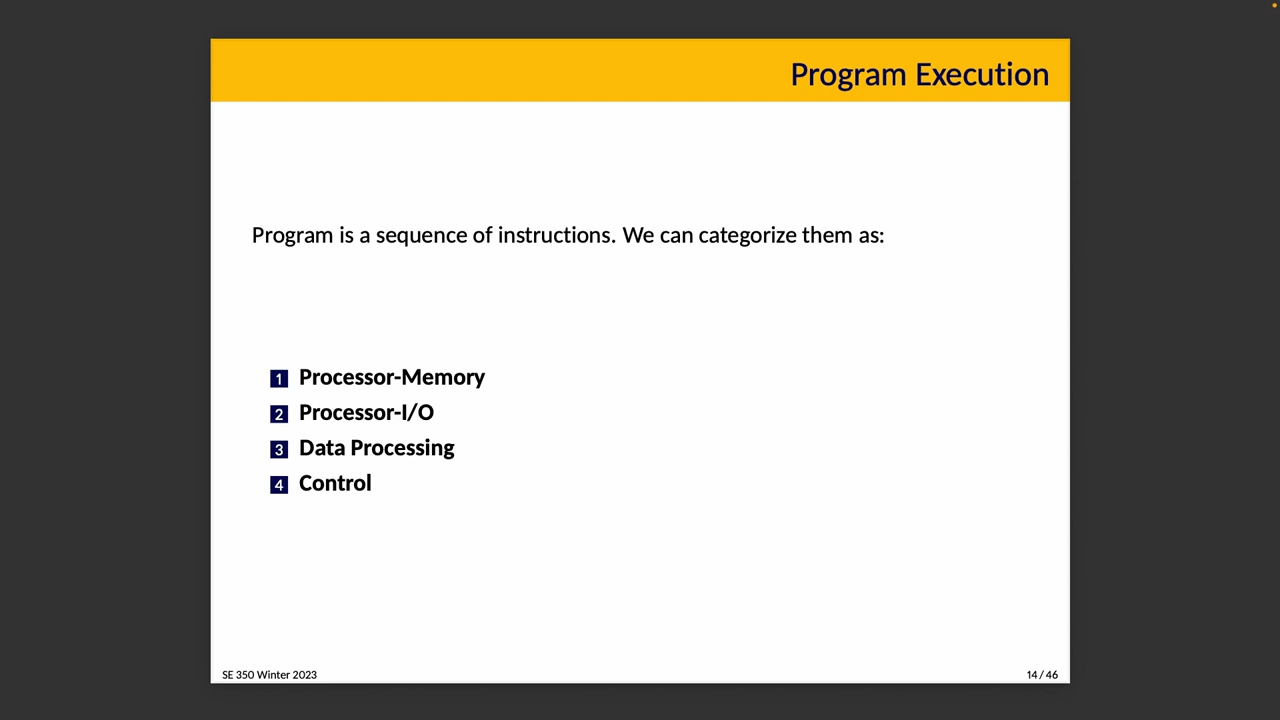 Program Execution
Program is a sequence of instructions. We can categorize them as:
1 Processor-Memory
2 Processor-I/O
3 Data Processing
4 Control
SE 350 Winter 2023
14 / 46